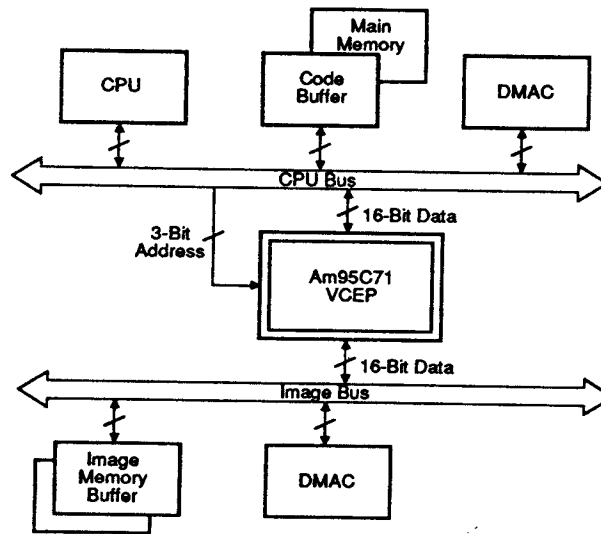 Main
Memory
CPU
Code
Buffer
DMAC
CPU Bus
3-Bit
Address
16-Bit Data
Am95C71
VCEP
16-Bit Data
Image Bus
Image
Memory
Buffer
DMAC